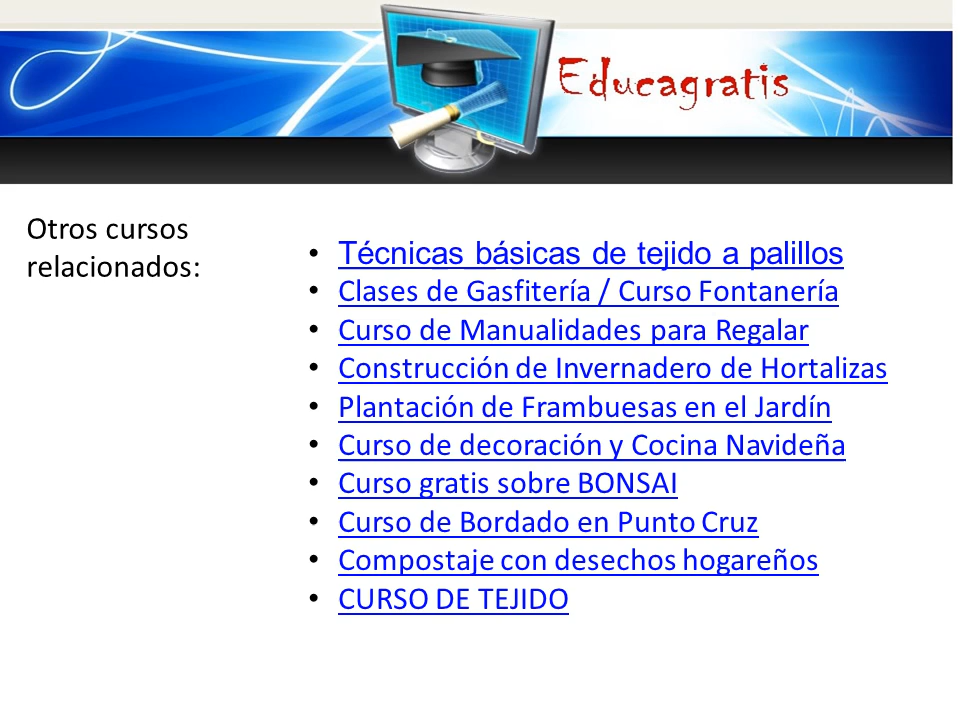 Educagratis
Otros cursos
relacionados:
• Técnicas básicas de tejido a palillos
• Clases de Gasfitería / Curso Fontanería
• Curso de Manualidades para Regalar
• Construcción de Invernadero de Hortalizas
• Plantación de Frambuesas en el Jardín
• Curso de decoración y Cocina Navideña
• Curso gratis sobre BONSAI
• Curso de Bordado en Punto Cruz
• Compostaje con desechos hogareños
• CURSO DE TEJIDO